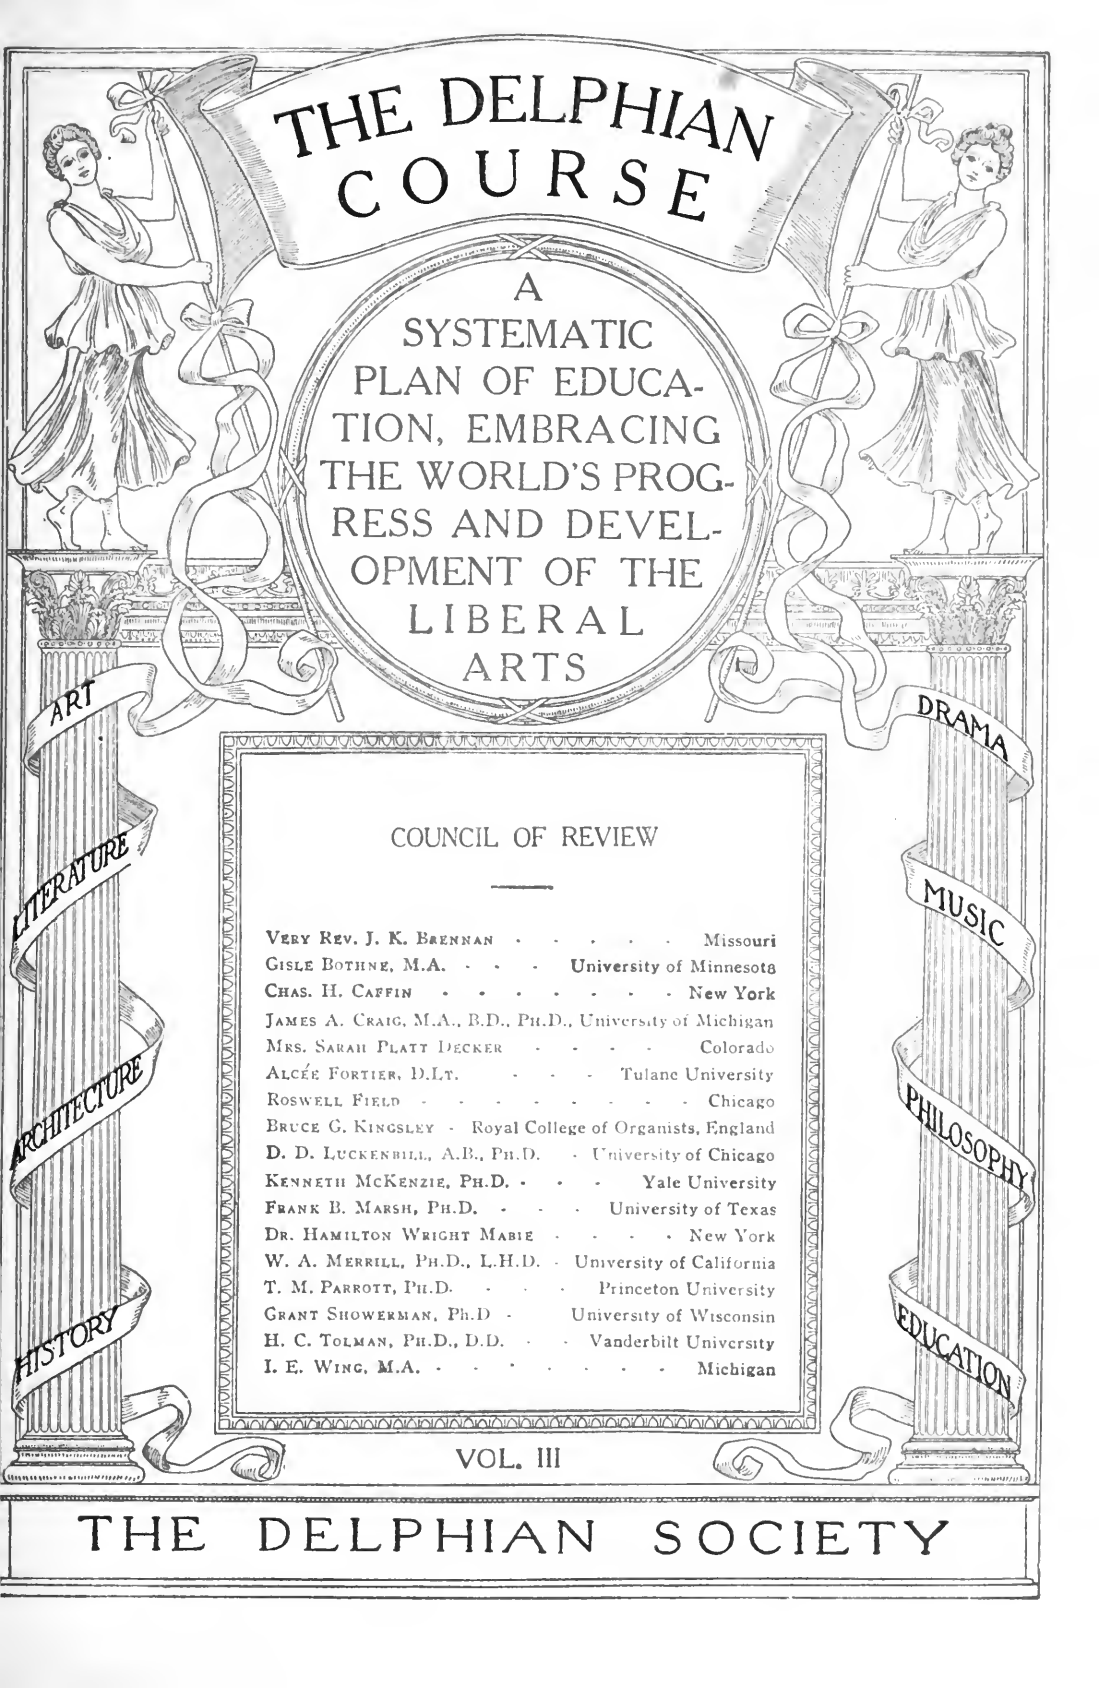 THE DELPHIAN
COURSE
A
SYSTEMATIC
PLAN OF EDUCA-
TION, EMBRACING
THE WORLD'S PROG-
RESS AND DEVEL-
OPMENT OF THE
LIBERAL
ARTS
ART
LITERATURE
ARCHITECTURE
HISTORY
DRAMA
MUSIC
PHILOSOPHY
EDUCATION
COUNCIL OF REVIEW
VERY REV. J. K. BRENNAN - - - - - Missouri
GISLE BOTHNE, M.A. - - - University of Minnesota
CHAS. H. CAFFIN - - - - - - - New York
JAMES A. CRAIG, M.A., B.D., PH.D., University of Michigan
MRS. SARAH PLATT DECKER - - - - Colorado
ALCÉE FORTIER, D.LT. - - - Tulane University
ROSWELL FIELD - - - - - - - - Chicago
BRUCE G. KINGSLEY - Royal College of Organists, England
D. D. LUCKENBILL, A.B., PH.D. - University of Chicago
KENNETH MCKENZIE, PH.D. - - - Yale University
FRANK B. MARSH, PH.D. - - - University of Texas
DR. HAMILTON WRIGHT MABIE - - - - New York
W. A. MERRILL, PH.D., L.H.D. - University of California
T. M. PARROTT, PH.D. - - - Princeton University
GRANT SHOWERMAN, Ph.D - University of Wisconsin
H. C. TOLMAN, PH.D., D.D. - - Vanderbilt University
I. E. WING, M.A. - - - - - - - Michigan
VOL. III
THE DELPHIAN SOCIETY